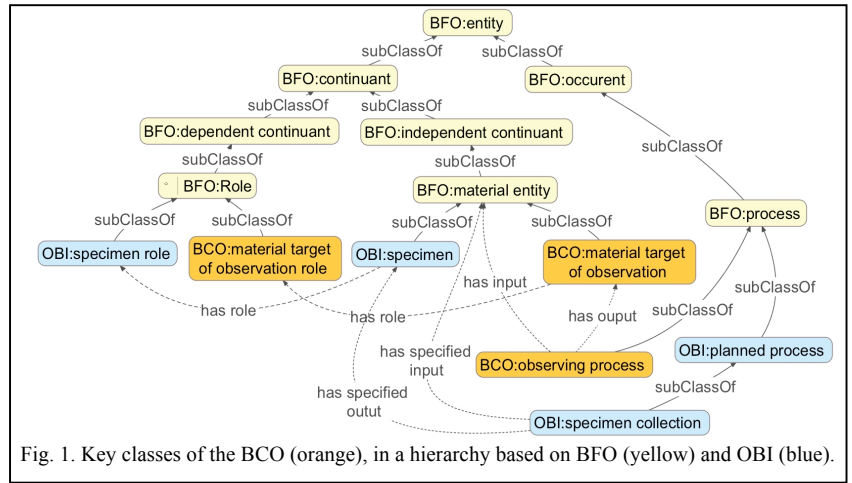 BFO:entity
subClassOf
subClassOf
BFO:continuant
BFO:occurent
subClassOf
subClassOf
BFO:dependent continuant
BFO:independent continuant
subClassOf
subClassOf
subClassOf
BFO:Role
BFO:material entity
BFO:process
subClassOf
subClassOf
subClassOf
subClassOf
OBI:specimen role
BCO:material target
of observation role
OBI:specimen
BCO:material target
of observation
has input
subClassOf
has role
has role
has ouput
subClassOf
has specified
input
BCO:observing process
OBI:planned process
subClassOf
has specified
outut
OBI:specimen collection
Fig. 1. Key classes of the BCO (orange), in a hierarchy based on BFO (yellow) and OBI (blue).